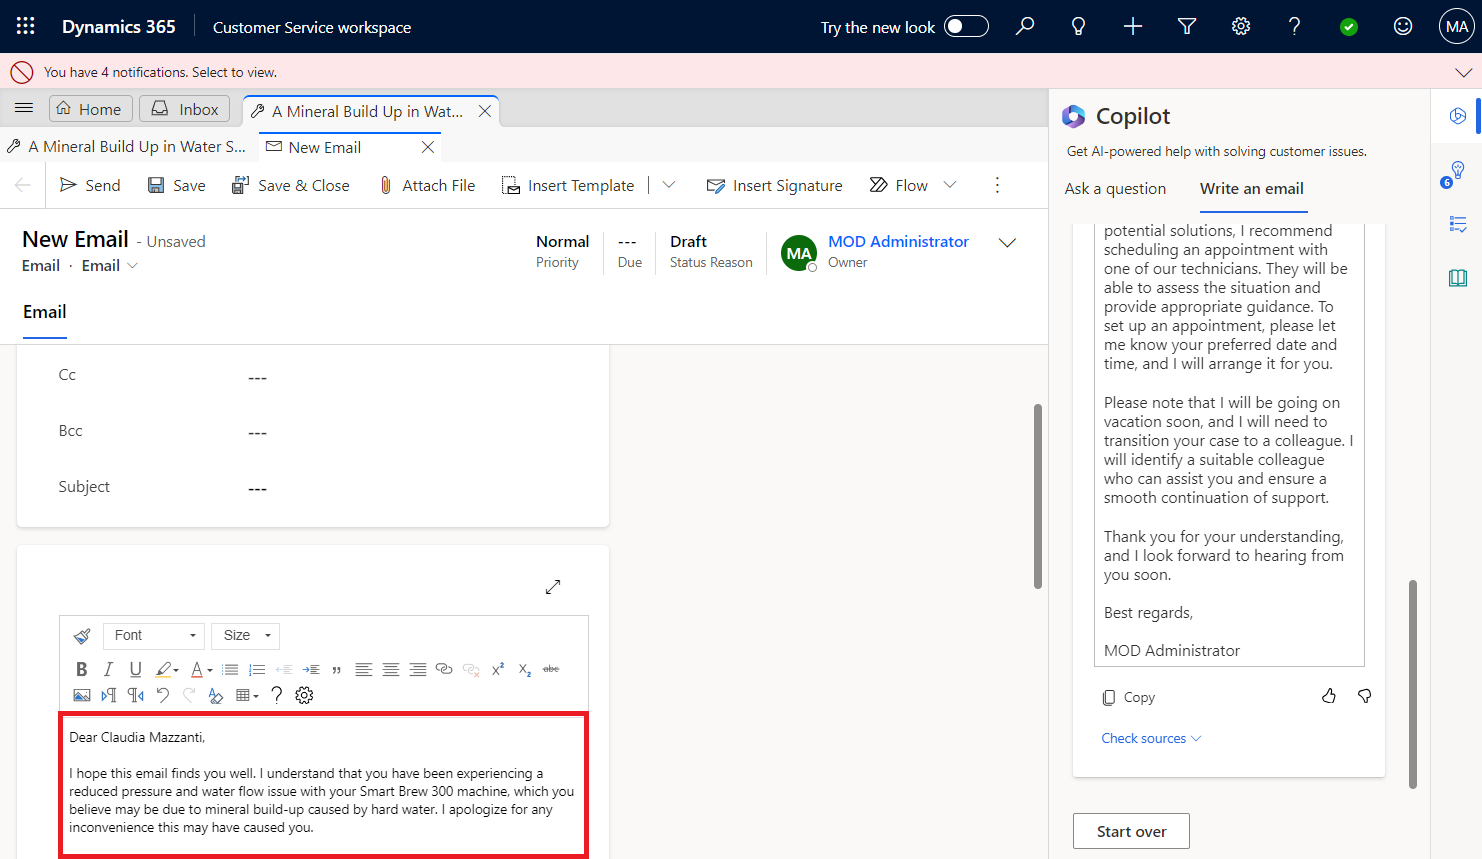 Dynamics 365
Customer Service workspace
Try the new look
MA
You have 4 notifications. Select to view.
Home
Inbox
A Mineral Build Up in Wat...
A Mineral Build Up in Water S...
New Email
Send
Save
Save & Close
Attach File
Insert Template
Insert Signature
Flow
New Email - Unsaved
Email · Email
Normal
Priority
---
Due
Draft
Status Reason
MA
MOD Administrator
Owner
Email
Cc
---
Bcc
---
Subject
---
Font
Size
B I U A
x²
x₂
abc
Dear Claudia Mazzanti,
I hope this email finds you well. I understand that you have been experiencing a
reduced pressure and water flow issue with your Smart Brew 300 machine, which you
believe may be due to mineral build-up caused by hard water. I apologize for any
inconvenience this may have caused you.
Copilot
Get AI-powered help with solving customer issues.
Ask a question
Write an email
potential solutions, I recommend
scheduling an appointment with
one of our technicians. They will be
able to assess the situation and
provide appropriate guidance. To
set up an appointment, please let
me know your preferred date and
time, and I will arrange it for you.
Please note that I will be going on
vacation soon, and I will need to
transition your case to a colleague. I
will identify a suitable colleague
who can assist you and ensure a
smooth continuation of support.
Thank you for your understanding,
and I look forward to hearing from
you soon.
Best regards,
MOD Administrator
Copy
Check sources
Start over
6